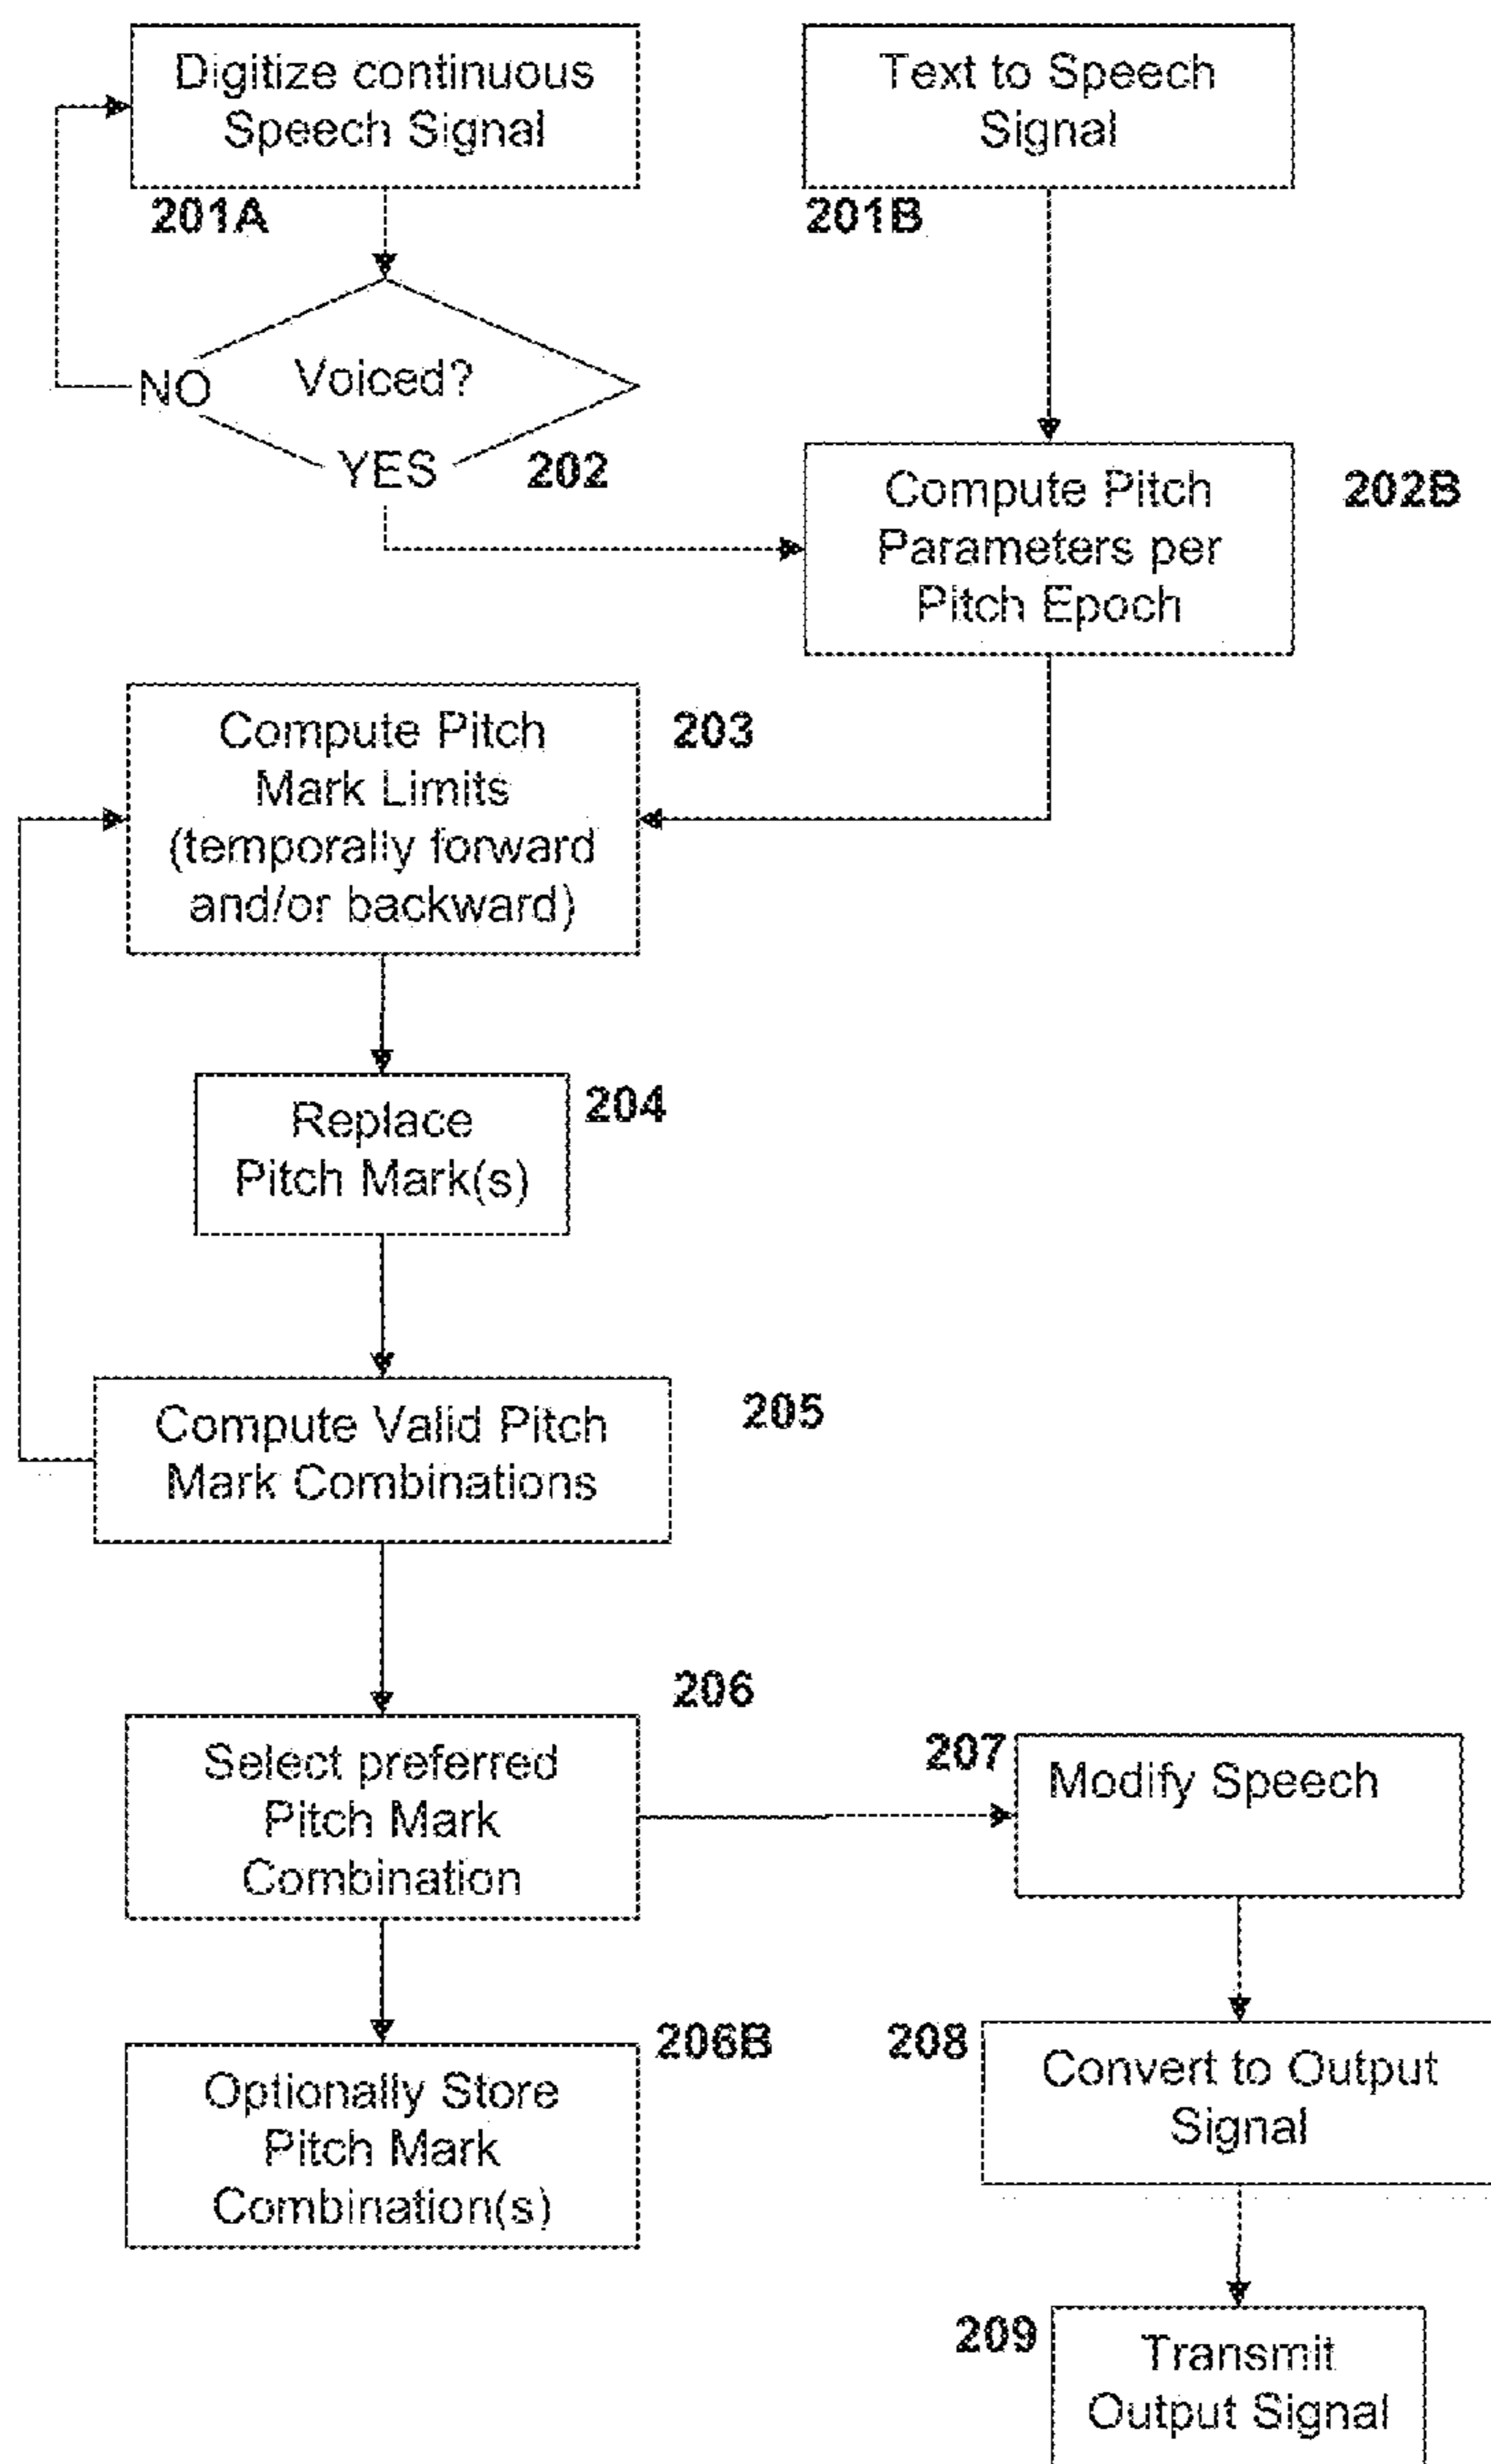 Digitize continuous
Speech Signal
201A
Text to Speech
Signal
201B
Voiced?
NO
YES
202
Compute Pitch
Parameters per
Pitch Epoch
202B
Compute Pitch
Mark Limits
(temporally forward
and/or backward)
203
Replace
Pitch Mark(s)
204
Compute Valid Pitch
Mark Combinations
205
Select preferred
Pitch Mark
Combination
206
Optionally Store
Pitch Mark
Combination(s)
206B
207
Modify Speech
208
Convert to Output
Signal
209
Transmit
Output Signal